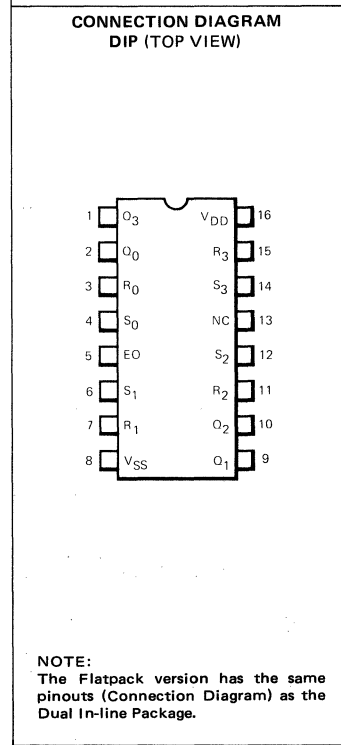 CONNECTION DIAGRAM
DIP (TOP VIEW)
1 Q3 VDD 16
2 Q0 R3 15
3 R0 S3 14
4 S0 NC 13
5 EO S2 12
6 S1 R2 11
7 R1 Q2 10
8 VSS Q1 9
NOTE:
The Flatpack version has the same
pinouts (Connection Diagram) as the
Dual In-line Package.